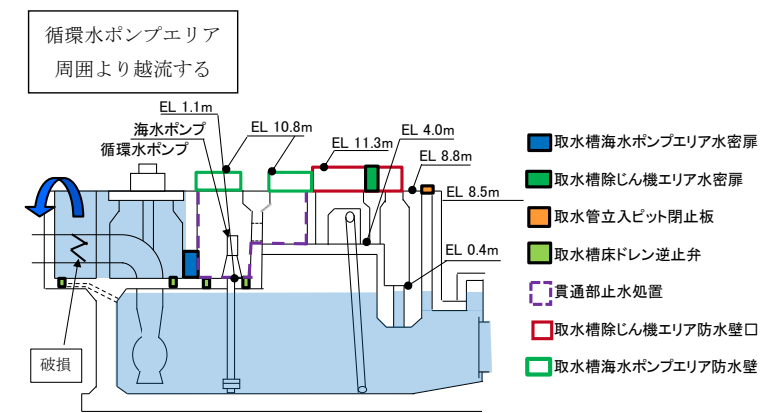 循環水ポンプエリア
周囲より越流する
EL 1.1m
海水ポンプ
循環水ポンプ
EL 10.8m
EL 11.3m
EL 4.0m
EL 8.8m
EL 8.5m
EL 0.4m
破損
取水槽海水ポンプエリア水密扉
取水槽除じん機エリア水密扉
取水管立入ピット閉止板
取水槽床ドレン逆止弁
貫通部止水処置
取水槽除じん機エリア防水壁口
取水槽海水ポンプエリア防水壁